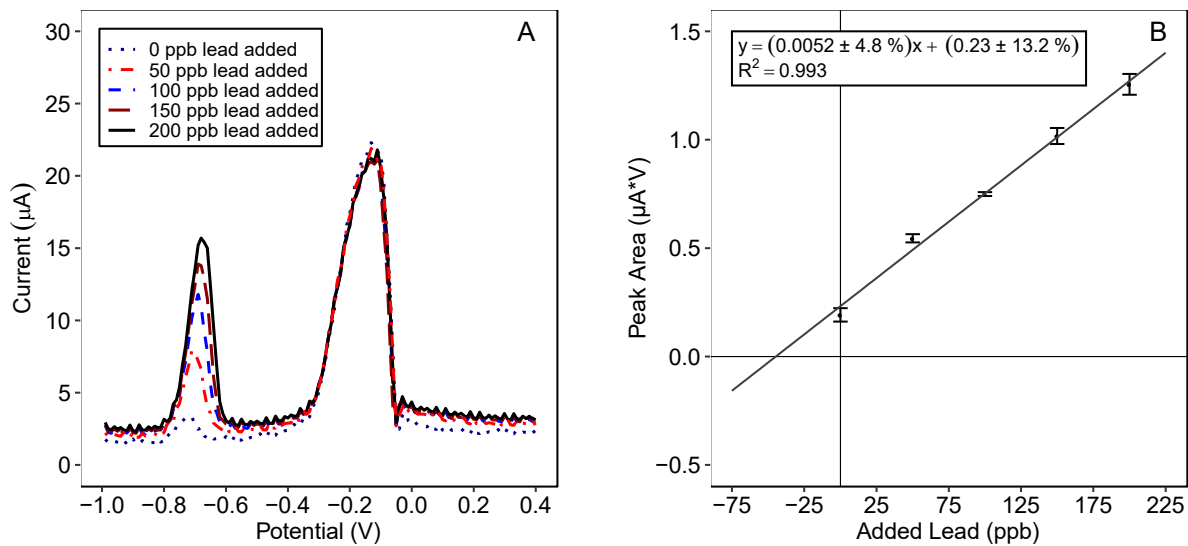 A
30
25
20
15
10
5
0
Current (μA)
0 ppb lead added
50 ppb lead added
100 ppb lead added
150 ppb lead added
200 ppb lead added
−1.0 −0.8 −0.6 −0.4 −0.2 0.0 0.2 0.4
Potential (V)
B
1.5
1.0
0.5
0.0
−0.5
Peak Area (μA*V)
y = (0.0052 ± 4.8 %)x + (0.23 ± 13.2 %)
R² = 0.993
−75 −25 25 75 125 175 225
Added Lead (ppb)